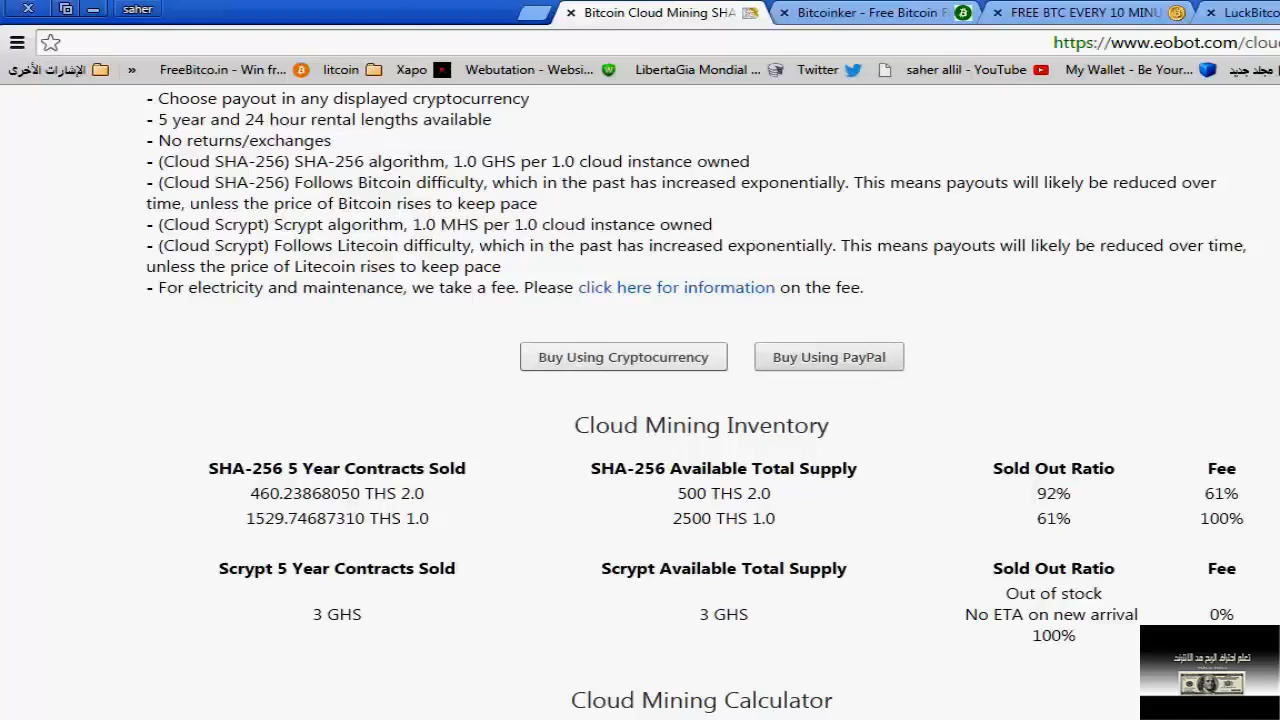 saher
Bitcoin Cloud Mining SHA
Bitcoinker - Free Bitcoin F
FREE BTC EVERY 10 MINU
LuckBitco
https://www.eobot.com/clou
الإشارات الأخرى
»
FreeBitco.in - Win fr...
litcoin
Xapo
Webutation - Websi...
LibertaGia Mondial ...
Twitter
saher allil - YouTube
My Wallet - Be Your...
مجلد جديد
- Choose payout in any displayed cryptocurrency
- 5 year and 24 hour rental lengths available
- No returns/exchanges
- (Cloud SHA-256) SHA-256 algorithm, 1.0 GHS per 1.0 cloud instance owned
- (Cloud SHA-256) Follows Bitcoin difficulty, which in the past has increased exponentially. This means payouts will likely be reduced over
time, unless the price of Bitcoin rises to keep pace
- (Cloud Scrypt) Scrypt algorithm, 1.0 MHS per 1.0 cloud instance owned
- (Cloud Scrypt) Follows Litecoin difficulty, which in the past has increased exponentially. This means payouts will likely be reduced over time,
unless the price of Litecoin rises to keep pace
- For electricity and maintenance, we take a fee. Please click here for information on the fee.
Buy Using Cryptocurrency
Buy Using PayPal
Cloud Mining Inventory
SHA-256 5 Year Contracts Sold SHA-256 Available Total Supply Sold Out Ratio Fee
460.23868050 THS 2.0 500 THS 2.0 92% 61%
1529.74687310 THS 1.0 2500 THS 1.0 61% 100%
Scrypt 5 Year Contracts Sold Scrypt Available Total Supply Sold Out Ratio Fee
Out of stock
3 GHS 3 GHS No ETA on new arrival 0%
100%
تعلم احتراف الربح من الانترنت
Cloud Mining Calculator